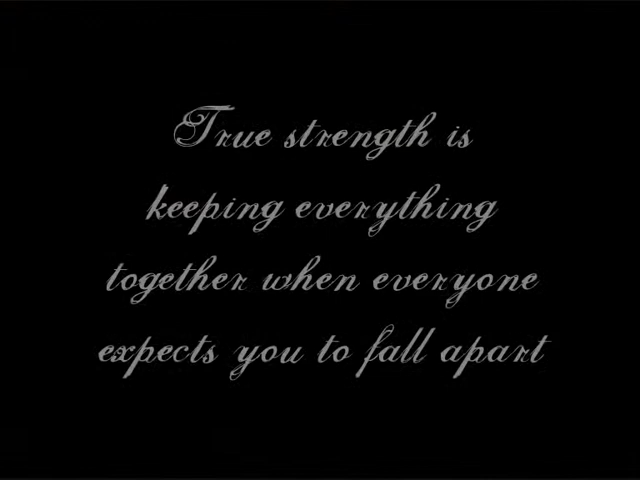 True strength is
keeping everything
together when everyone
expects you to fall apart